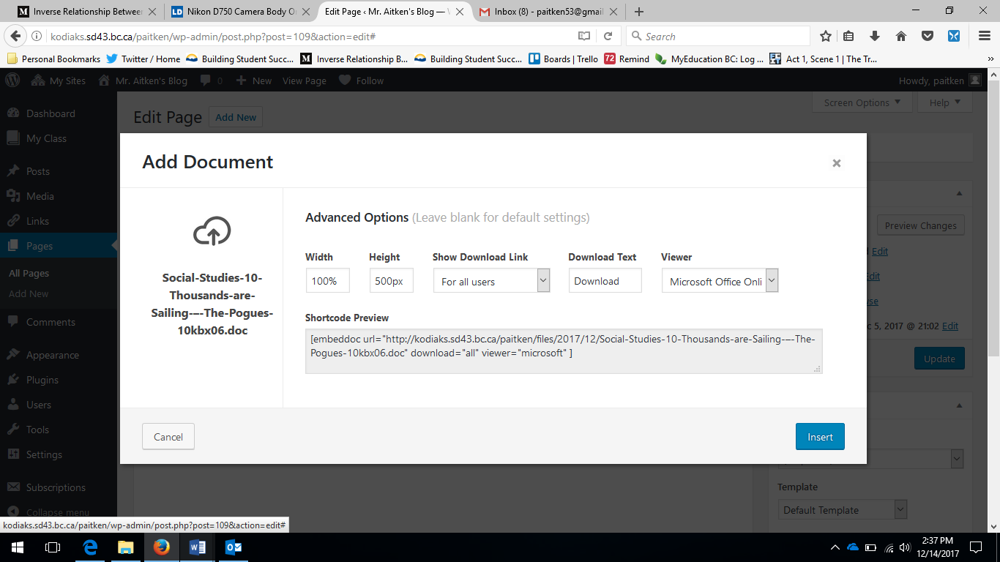 Inverse Relationship Between
Nikon D750 Camera Body O
Edit Page ‹ Mr. Aitken's Blog — 
Inbox (8) - paitken53@gmail
kodiaks.sd43.bc.ca/paitken/wp-admin/post.php?post=109&action=edit#
Search
Personal Bookmarks
Twitter / Home
Building Student Succ...
Inverse Relationship B...
Building Student Succ...
Boards | Trello
72 Remind
MyEducation BC: Log ...
Act 1, Scene 1 | The Tr...
My Sites
Mr. Aitken's Blog
0
New
View Page
Follow
Howdy, paitken
Dashboard
My Class
Posts
Media
Links
Pages
All Pages
Add New
Comments
Appearance
Plugins
Users
Tools
Settings
Subscriptions
Collapse menu
Edit Page
Add New
Screen Options
Help
Add Document
×
Social-Studies-10-
Thousands-are-
Sailing-–-The-Pogues-
10kbx06.doc
Advanced Options (Leave blank for default settings)
Width
Height
Show Download Link
Download Text
Viewer
100%
500px
For all users
Download
Microsoft Office Onli
Shortcode Preview
[embeddoc url="http://kodiaks.sd43.bc.ca/paitken/files/2017/12/Social-Studies-10-Thousands-are-Sailing-–-The-
Pogues-10kbx06.doc" download="all" viewer="microsoft" ]
Cancel
Insert
Preview Changes
Edit
Edit
5, 2017 @ 21:02 Edit
Update
Template
Default Template
kodiaks.sd43.bc.ca/paitken/wp-admin/post.php?post=109&action=edit#
2:37 PM
12/14/2017